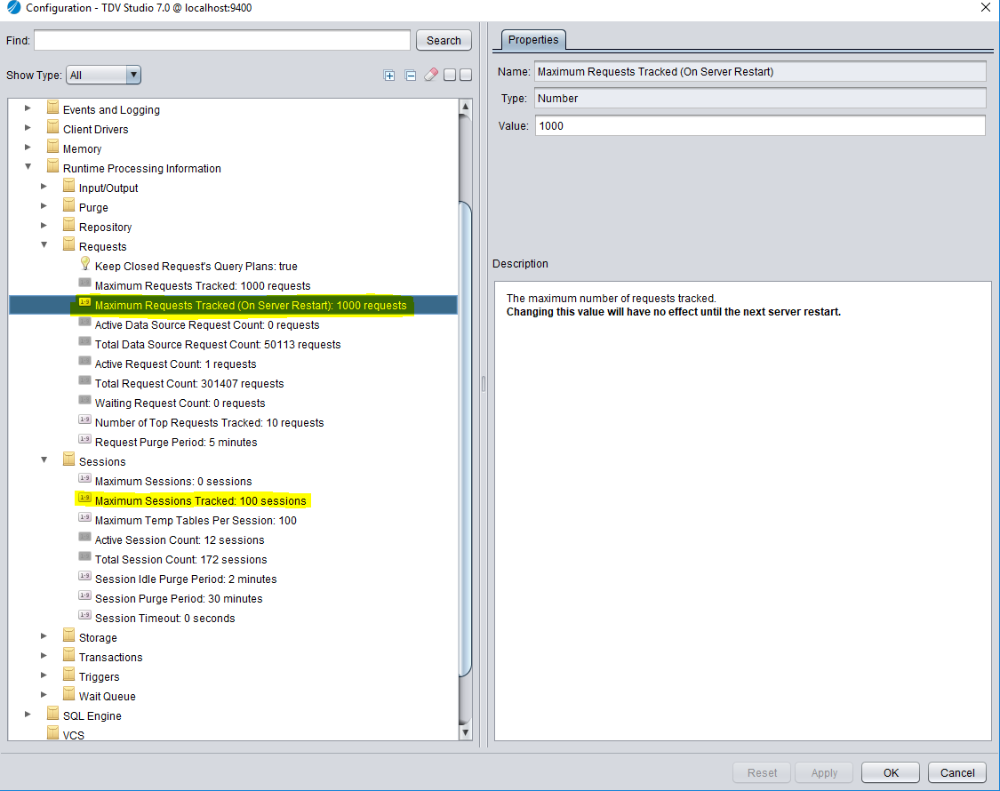 Configuration - TDV Studio 7.0 @ localhost:9400
Find:
Search
Show Type: All
Events and Logging
Client Drivers
Memory
Runtime Processing Information
Input/Output
Purge
Repository
Requests
Keep Closed Request's Query Plans: true
Maximum Requests Tracked: 1000 requests
Maximum Requests Tracked (On Server Restart): 1000 requests
Active Data Source Request Count: 0 requests
Total Data Source Request Count: 50113 requests
Active Request Count: 1 requests
Total Request Count: 301407 requests
Waiting Request Count: 0 requests
Number of Top Requests Tracked: 10 requests
Request Purge Period: 5 minutes
Sessions
Maximum Sessions: 0 sessions
Maximum Sessions Tracked: 100 sessions
Maximum Temp Tables Per Session: 100
Active Session Count: 12 sessions
Total Session Count: 172 sessions
Session Idle Purge Period: 2 minutes
Session Purge Period: 30 minutes
Session Timeout: 0 seconds
Storage
Transactions
Triggers
Wait Queue
SQL Engine
VCS
Properties
Name: Maximum Requests Tracked (On Server Restart)
Type: Number
Value: 1000
Description
The maximum number of requests tracked.
Changing this value will have no effect until the next server restart.
Reset
Apply
OK
Cancel